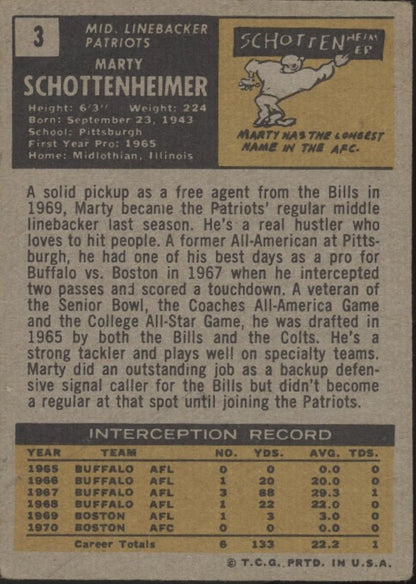 3
MID. LINEBACKER
PATRIOTS
MARTY
SCHOTTENHEIMER
Height: 6'3" Weight: 224
Born: September 23, 1943
School: Pittsburgh
First Year Pro: 1965
Home: Midlothian, Illinois
SCHOTTENHEIM
ER
MARTY HAS THE LONGEST
NAME IN THE AFC.
A solid pickup as a free agent from the Bills in
1969, Marty became the Patriots' regular middle
linebacker last season. He's a real hustler who
loves to hit people. A former All-American at Pitts-
burgh, he had one of his best days as a pro for
Buffalo vs. Boston in 1967 when he intercepted
two passes and scored a touchdown. A veteran of
the Senior Bowl, the Coaches All-America Game
and the College All-Star Game, he was drafted in
1965 by both the Bills and the Colts. He's a
strong tackler and plays well on specialty teams.
Marty did an outstanding job as a backup defen-
sive signal caller for the Bills but didn't become
a regular at that spot until joining the Patriots.
INTERCEPTION RECORD
YEAR TEAM NO. YDS. AVG. TDS.
1965 BUFFALO AFL 0 0 0.0 0
1966 BUFFALO AFL 1 20 20.0 0
1967 BUFFALO AFL 3 88 29.3 1
1968 BUFFALO AFL 1 22 22.0 0
1969 BOSTON AFL 1 3 3.0 0
1970 BOSTON AFC 0 0 0.0 0
Career Totals 6 133 22.2 1
© T.C.G. PRTD. IN U.S.A.